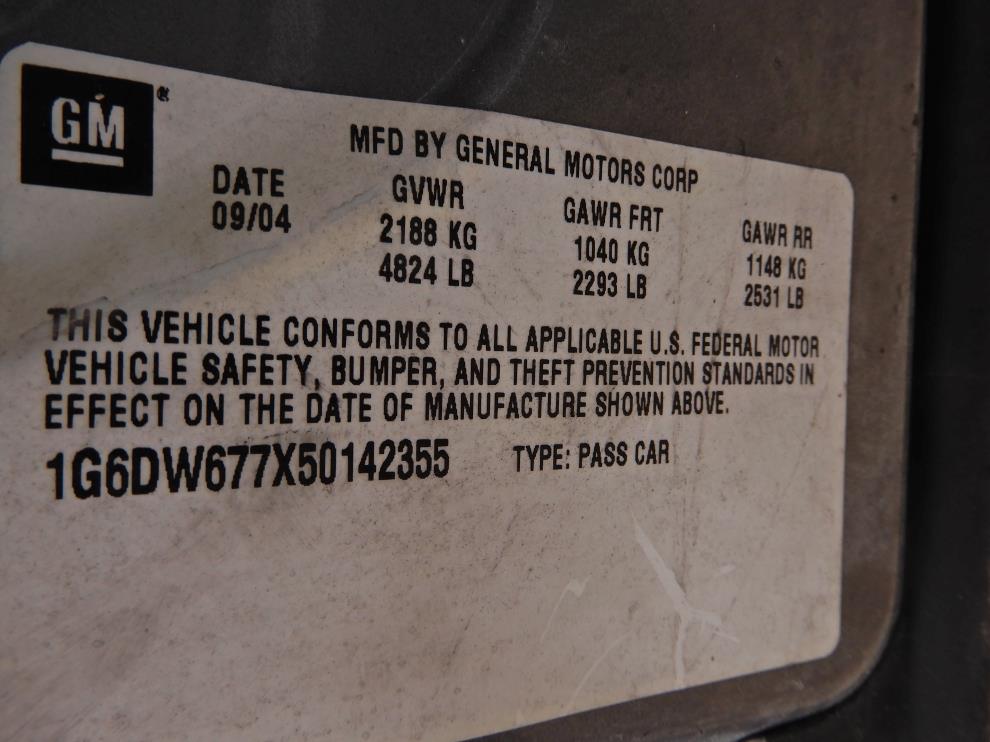 GM®
MFD BY GENERAL MOTORS CORP
DATE GVWR GAWR FRT GAWR RR
09/04 2188 KG 1040 KG 1148 KG
4824 LB 2293 LB 2531 LB
THIS VEHICLE CONFORMS TO ALL APPLICABLE U.S. FEDERAL MOTOR
VEHICLE SAFETY, BUMPER, AND THEFT PREVENTION STANDARDS IN
EFFECT ON THE DATE OF MANUFACTURE SHOWN ABOVE.
1G6DW677X50142355 TYPE: PASS CAR